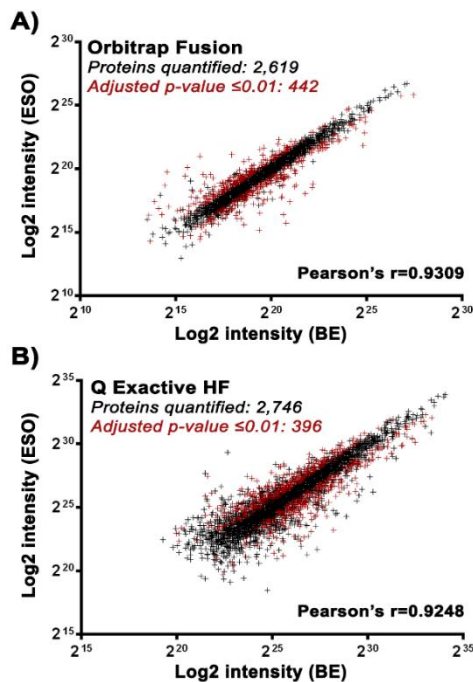 A)
Orbitrap Fusion
Proteins quantified: 2,619
Adjusted p-value ≤0.01: 442
Log2 intensity (ESO)
2^30
2^25
2^20
2^15
2^10
Pearson's r=0.9309
2^10 2^15 2^20 2^25 2^30
Log2 intensity (BE)
B)
Q Exactive HF
Proteins quantified: 2,746
Adjusted p-value ≤0.01: 396
Log2 intensity (ESO)
2^35
2^30
2^25
2^20
2^15
Pearson's r=0.9248
2^15 2^20 2^25 2^30 2^35
Log2 intensity (BE)